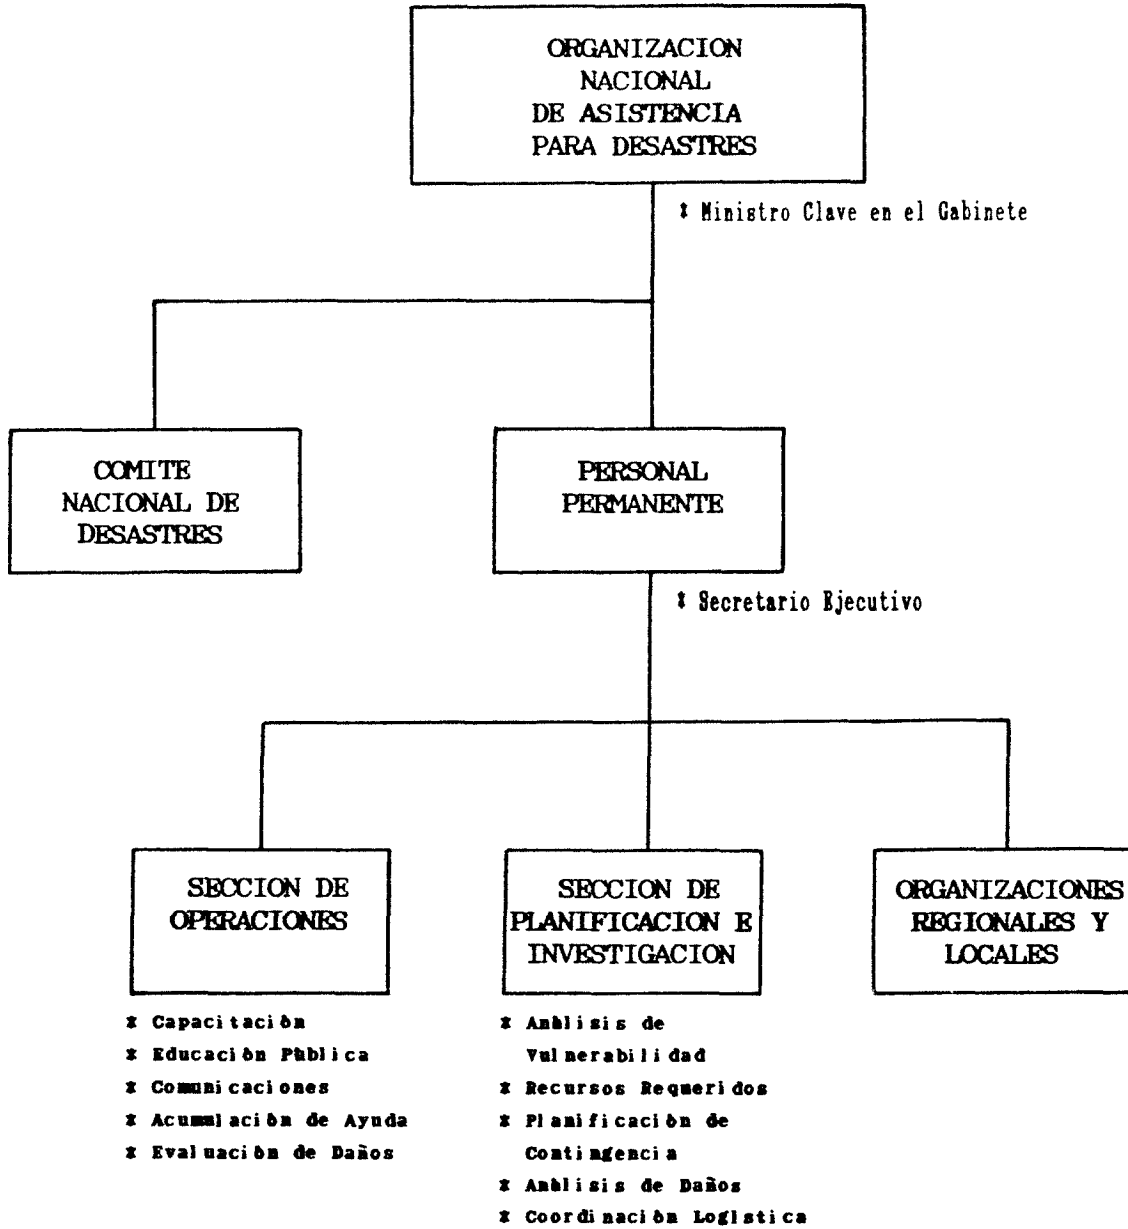 ORGANIZACION
NACIONAL
DE ASISTENCIA
PARA DESASTRES
* Ministro Clave en el Gabinete
COMITE
NACIONAL DE
DESASTRES
PERSONAL
PERMANENTE
* Secretario Ejecutivo
SECCION DE
OPERACIONES
* Capacitación
* Educación Pública
* Comunicaciones
* Acumulación de Ayuda
* Evaluación de Daños
SECCION DE
PLANIFICACION E
INVESTIGACION
* Análisis de
Vulnerabilidad
* Recursos Requeridos
* Planificación de
Contingencia
* Análisis de Daños
* Coordinación Logística
ORGANIZACIONES
REGIONALES Y
LOCALES